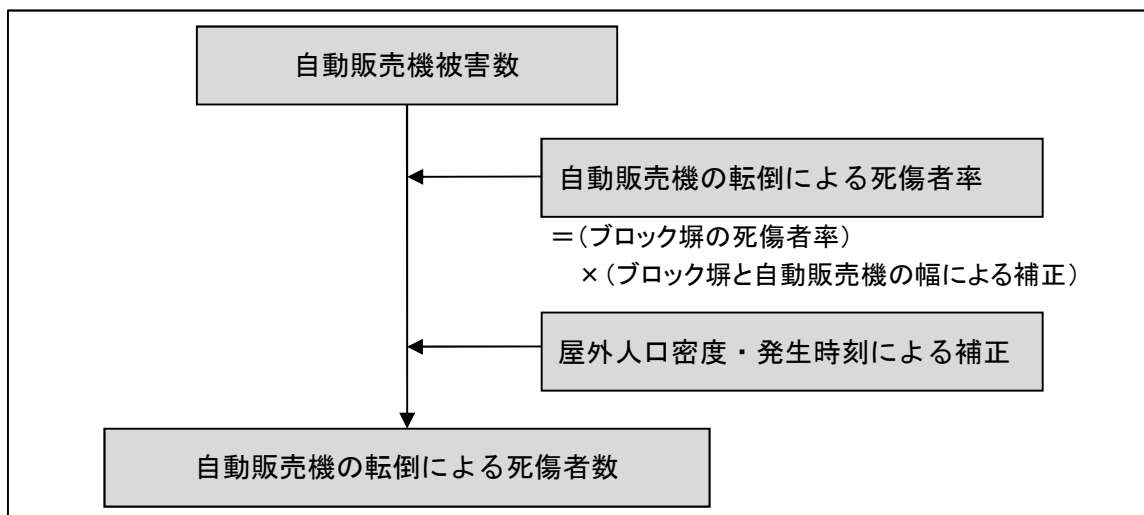 自動販売機被害数
自動販売機の転倒による死傷者率
＝（ブロック塀の死傷者率）
×（ブロック塀と自動販売機の幅による補正）
屋外人口密度・発生時刻による補正
自動販売機の転倒による死傷者数